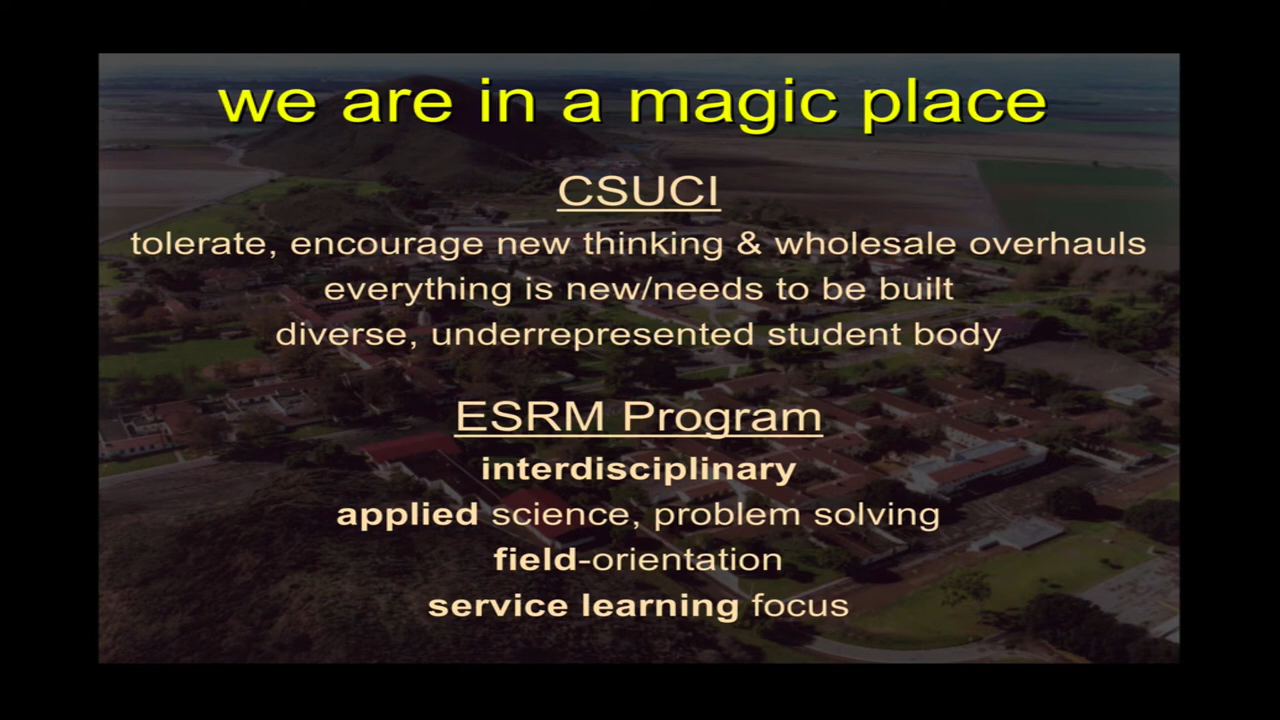 we are in a magic place
CSUCI
tolerate, encourage new thinking & wholesale overhauls
everything is new/needs to be built
diverse, underrepresented student body
ESRM Program
interdisciplinary
applied science, problem solving
field-orientation
service learning focus